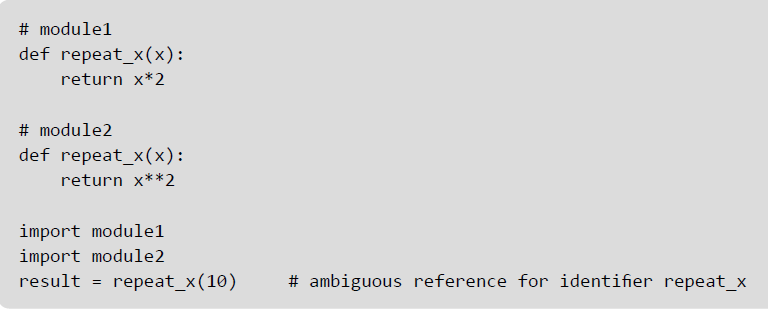 # module1
def repeat_x(x):
    return x*2

# module2
def repeat_x(x):
    return x**2

import module1
import module2
result = repeat_x(10)     # ambiguous reference for identifier repeat_x